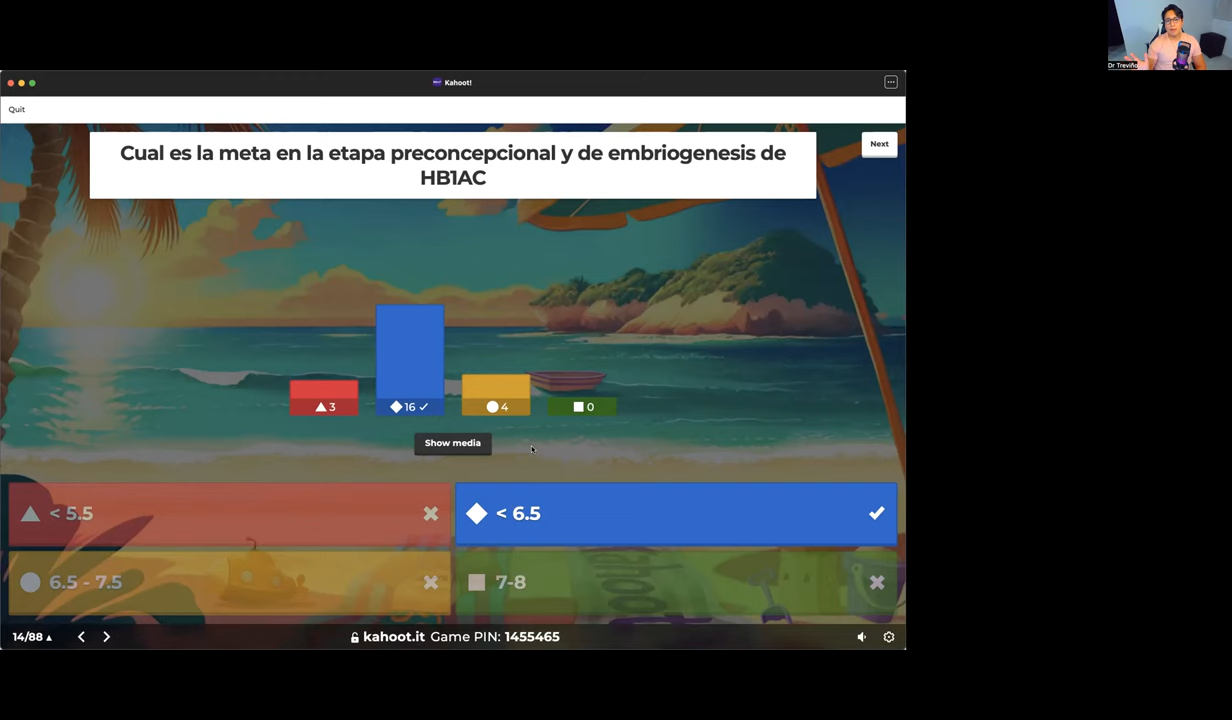 Dr Treviño
Kahoot!
Quit
Cual es la meta en la etapa preconcepcional y de embriogenesis de
HB1AC
Next
3
16
4
0
Show media
< 5.5
< 6.5
6.5 - 7.5
7-8
14/88
kahoot.it Game PIN: 1455465